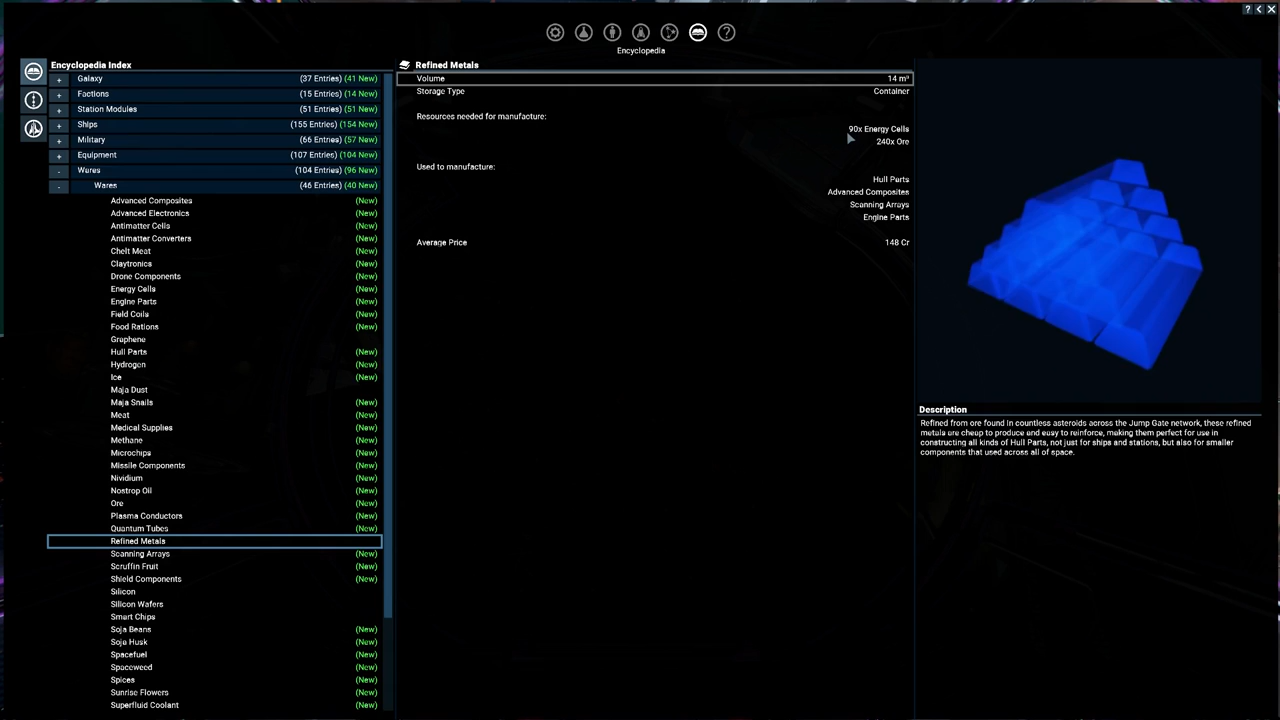 Encyclopedia
Encyclopedia Index
+ Galaxy (37 Entries) (41 New)
+ Factions (15 Entries) (14 New)
+ Station Modules (51 Entries) (51 New)
+ Ships (155 Entries) (154 New)
+ Military (66 Entries) (57 New)
+ Equipment (107 Entries) (104 New)
- Wares (104 Entries) (96 New)
- Wares (46 Entries) (40 New)
Advanced Composites (New)
Advanced Electronics (New)
Antimatter Cells (New)
Antimatter Converters (New)
Chelt Meat (New)
Claytronics (New)
Drone Components (New)
Energy Cells (New)
Engine Parts (New)
Field Coils (New)
Food Rations (New)
Graphene
Hull Parts (New)
Hydrogen (New)
Ice (New)
Maja Dust
Maja Snails (New)
Meat (New)
Medical Supplies (New)
Methane (New)
Microchips (New)
Missile Components (New)
Nividium (New)
Nostrop Oil (New)
Ore (New)
Plasma Conductors (New)
Quantum Tubes (New)
Refined Metals
Scanning Arrays (New)
Scruffin Fruit (New)
Shield Components (New)
Silicon
Silicon Wafers
Smart Chips
Soja Beans (New)
Soja Husk (New)
Spacefuel (New)
Spaceweed (New)
Spices (New)
Sunrise Flowers (New)
Superfluid Coolant (New)
Refined Metals
Volume 14 m³
Storage Type Container
Resources needed for manufacture:
90x Energy Cells
240x Ore
Used to manufacture:
Hull Parts
Advanced Composites
Scanning Arrays
Engine Parts
Average Price 148 Cr
Description
Refined from ore found in countless asteroids across the Jump Gate network, these refined
metals are cheap to produce and easy to reinforce, making them perfect for use in
constructing all kinds of Hull Parts, not just for ships and stations, but also for smaller
components that used across all of space.